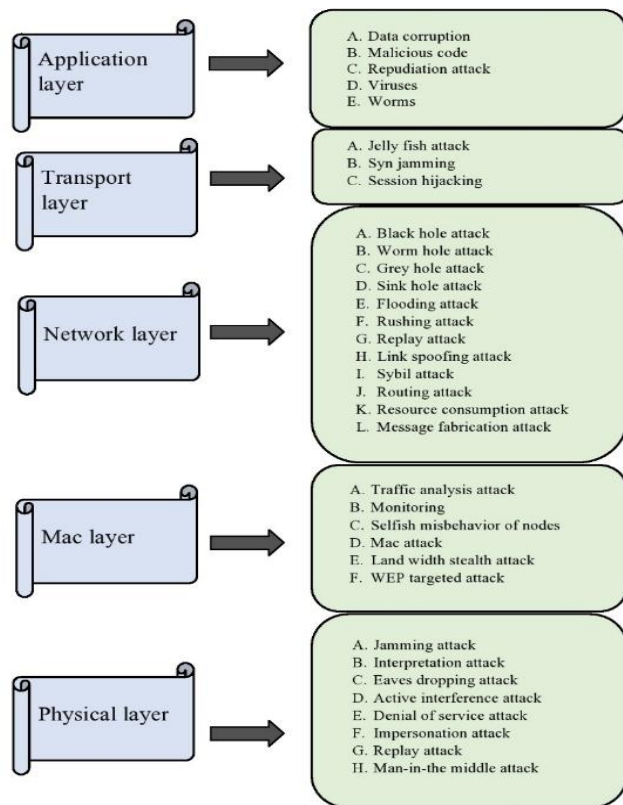 Application
layer
A. Data corruption
B. Malicious code
C. Repudiation attack
D. Viruses
E. Worms
Transport
layer
A. Jelly fish attack
B. Syn jamming
C. Session hijacking
Network layer
A. Black hole attack
B. Worm hole attack
C. Grey hole attack
D. Sink hole attack
E. Flooding attack
F. Rushing attack
G. Replay attack
H. Link spoofing attack
I. Sybil attack
J. Routing attack
K. Resource consumption attack
L. Message fabrication attack
Mac layer
A. Traffic analysis attack
B. Monitoring
C. Selfish misbehavior of nodes
D. Mac attack
E. Land width stealth attack
F. WEP targeted attack
Physical layer
A. Jamming attack
B. Interpretation attack
C. Eaves dropping attack
D. Active interference attack
E. Denial of service attack
F. Impersonation attack
G. Replay attack
H. Man-in-the middle attack